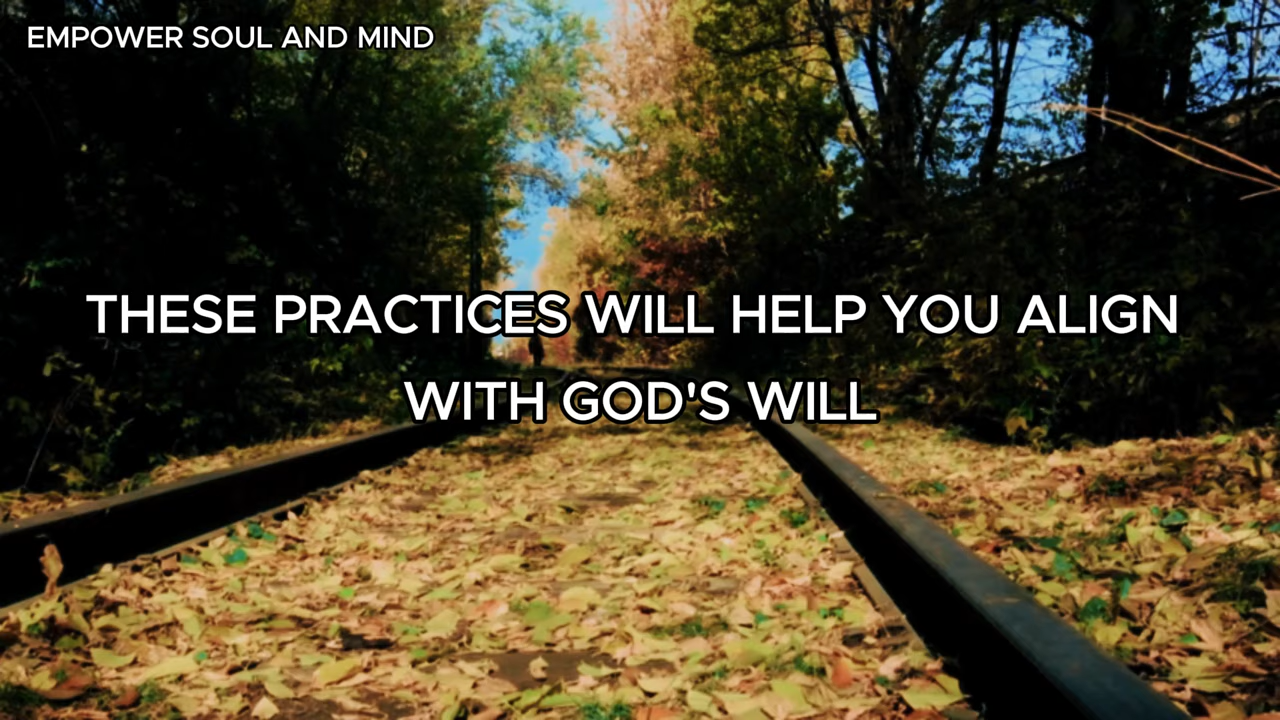 EMPOWER SOUL AND MIND
THESE PRACTICES WILL HELP YOU ALIGN
WITH GOD'S WILL